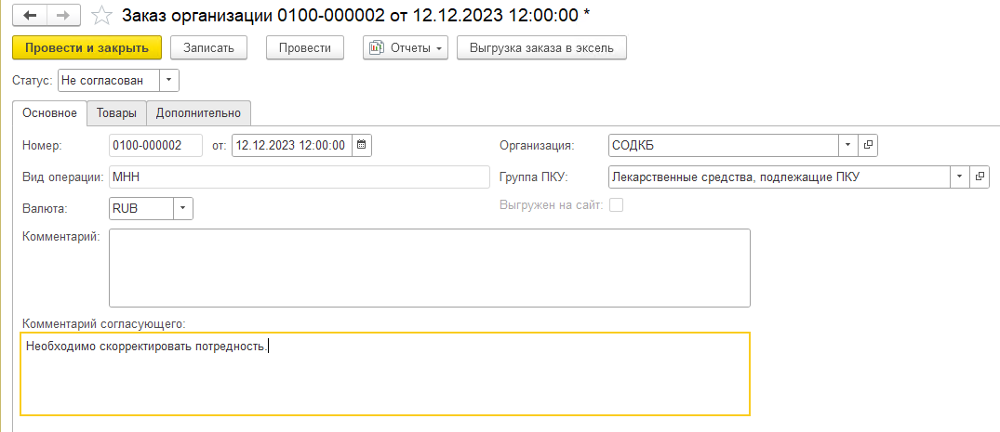 Заказ организации 0100-000002 от 12.12.2023 12:00:00 *
Провести и закрыть Записать Провести Отчеты Выгрузка заказа в эксель
Статус: Не согласован
Основное Товары Дополнительно
Номер: 0100-000002 от: 12.12.2023 12:00:00 Организация: СОДКБ
Вид операции: МНН Группа ПКУ: Лекарственные средства, подлежащие ПКУ
Валюта: RUB Выгружен на сайт:
Комментарий:
Комментарий согласующего:
Необходимо скорректировать потредность.